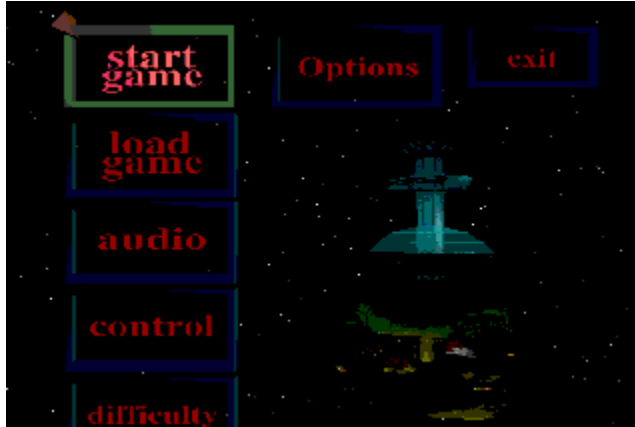 start
game
Options
exit
load
game
audio
control
difficulty